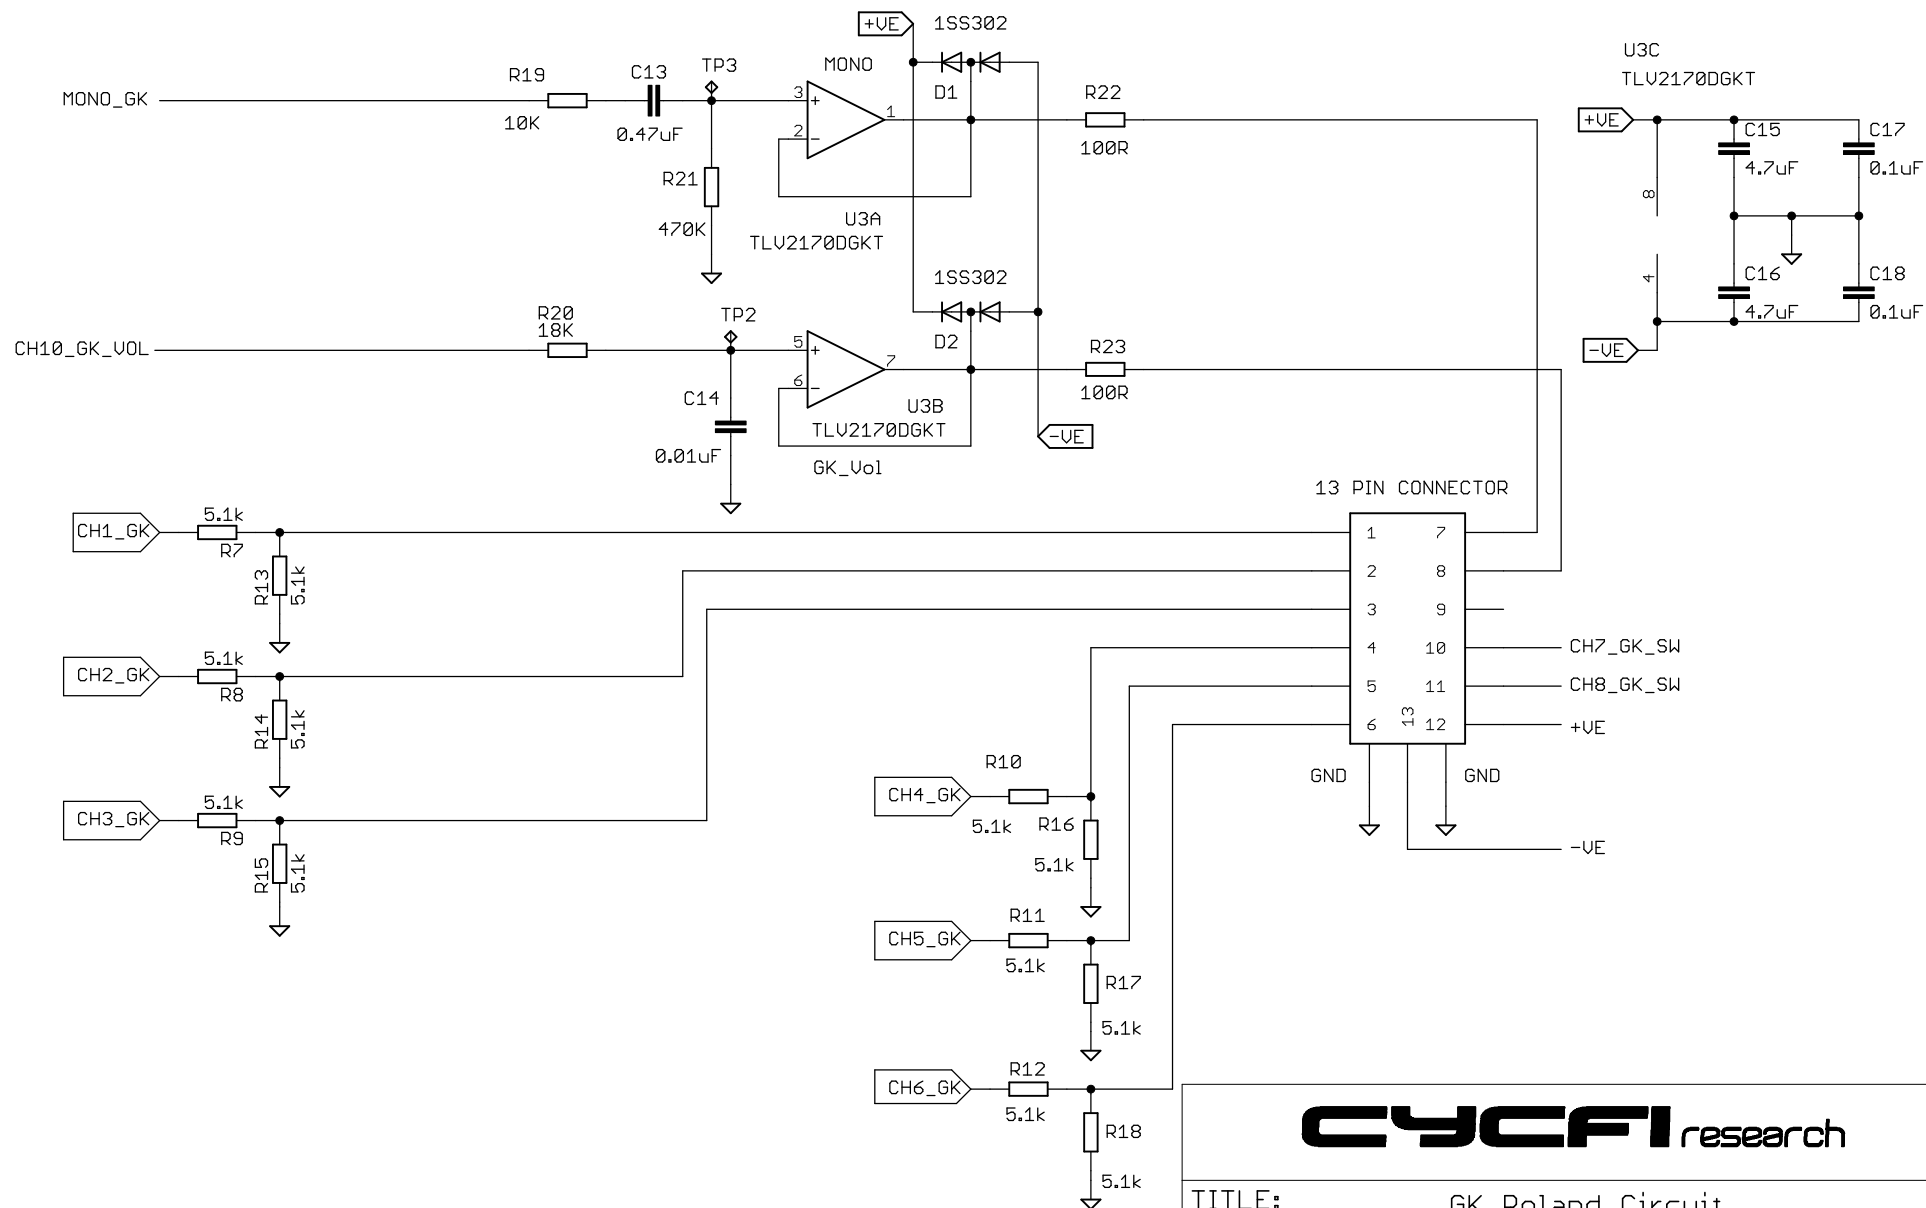 +VE
1SS302
U3C
TLV2170DGKT
MONO_GK
R19
10K
C13
0.47uF
TP3
MONO
3
+
2
-
1
D1
R22
100R
R21
470K
U3A
TLV2170DGKT
+VE
8
4
-VE
C15
4.7uF
C17
0.1uF
C16
4.7uF
C18
0.1uF
CH10_GK_VOL
R20
18K
TP2
1SS302
D2
5
+
6
-
7
R23
100R
C14
0.01uF
U3B
TLV2170DGKT
GK_Vol
-VE
13 PIN CONNECTOR
1 7
2 8
3 9
4 10
5 11
6 13 12
CH7_GK_SW
CH8_GK_SW
+VE
GND
GND
-VE
CH1_GK
5.1k
R7
R13
5.1k
CH2_GK
5.1k
R8
R14
5.1k
CH3_GK
5.1k
R9
R15
5.1k
R10
CH4_GK
5.1k
R16
5.1k
R11
CH5_GK
5.1k
R17
5.1k
R12
CH6_GK
5.1k
R18
5.1k
CYCFI research
TITLE:
GK Roland Circuit